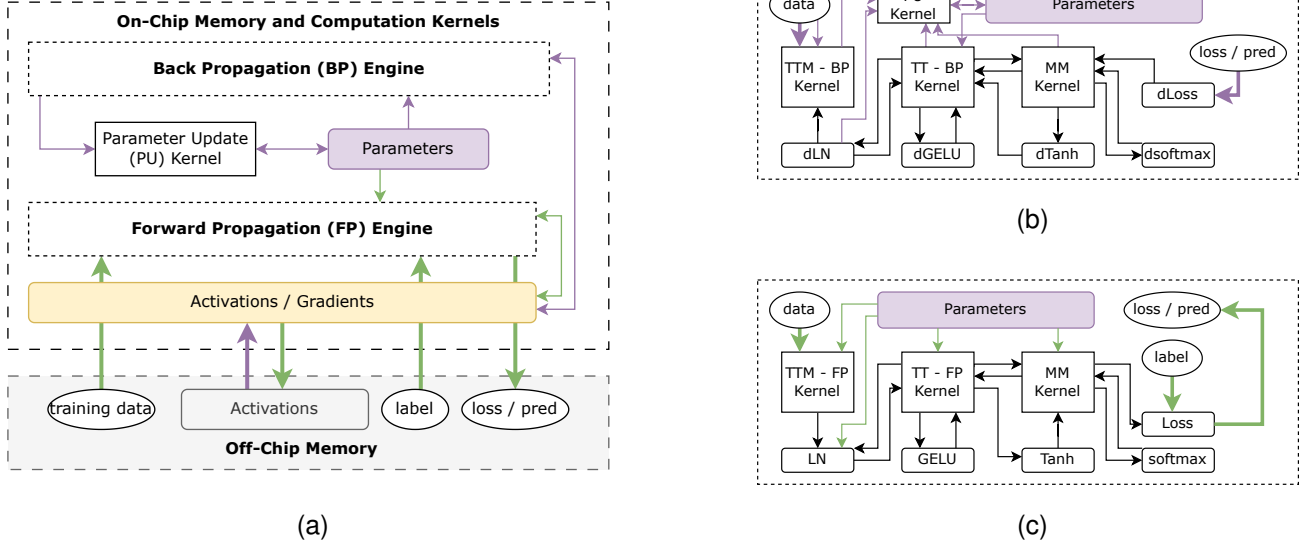 On-Chip Memory and Computation Kernels
Back Propagation (BP) Engine
Parameter Update
(PU) Kernel
Parameters
Forward Propagation (FP) Engine
Activations / Gradients
training data
Activations
label
loss / pred
Off-Chip Memory
(a)
data
Kernel
Parameters
loss / pred
TTM - BP
Kernel
TT - BP
Kernel
MM
Kernel
dLoss
dLN
dGELU
dTanh
dsoftmax
(b)
data
Parameters
loss / pred
label
TTM - FP
Kernel
TT - FP
Kernel
MM
Kernel
Loss
LN
GELU
Tanh
softmax
(c)